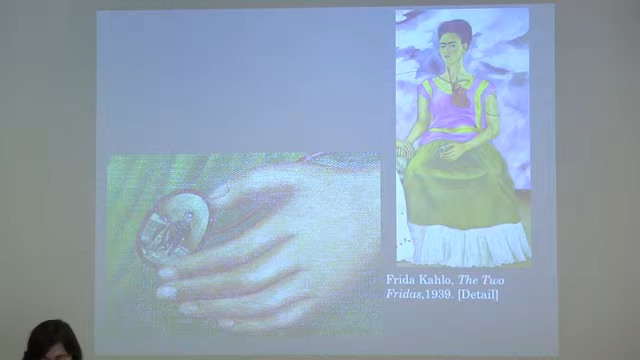 Frida Kahlo, The Two
Fridas,1939. [Detail]